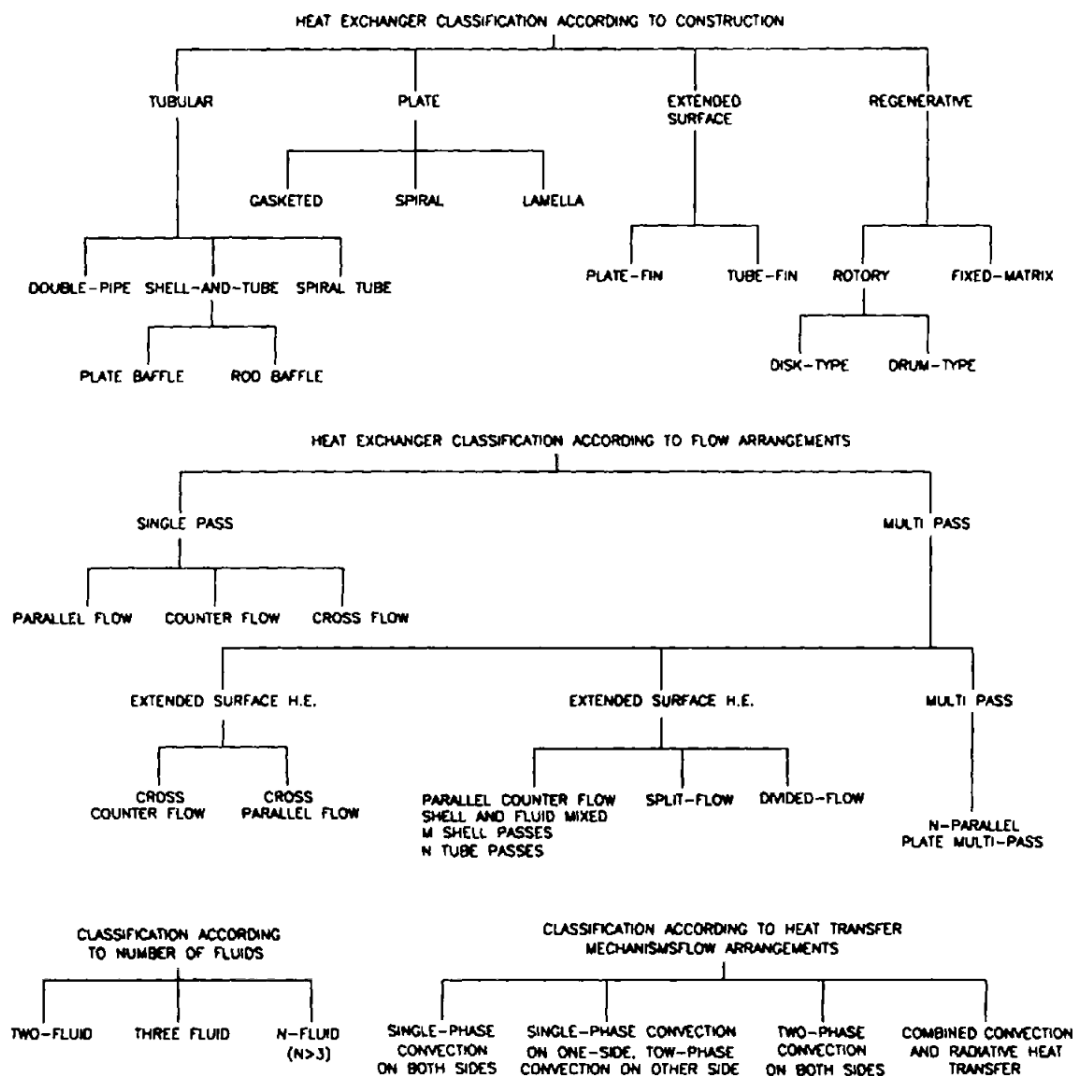 HEAT EXCHANGER CLASSIFICATION ACCORDING TO CONSTRUCTION
TUBULAR
PLATE
EXTENDED
SURFACE
REGENERATIVE
GASKETED
SPIRAL
LAMELLA
PLATE-FIN
TUBE-FIN
ROTORY
FIXED-MATRIX
DOUBLE-PIPE
SHELL-AND-TUBE
SPIRAL TUBE
DISK-TYPE
DRUM-TYPE
PLATE BAFFLE
ROD BAFFLE
HEAT EXCHANGER CLASSIFICATION ACCORDING TO FLOW ARRANGEMENTS
SINGLE PASS
MULTI PASS
PARALLEL FLOW
COUNTER FLOW
CROSS FLOW
EXTENDED SURFACE H.E.
EXTENDED SURFACE H.E.
MULTI PASS
CROSS
COUNTER FLOW
CROSS
PARALLEL FLOW
PARALLEL COUNTER FLOW
SHELL AND FLUID MIXED
M SHELL PASSES
N TUBE PASSES
SPLIT-FLOW
DIVIDED-FLOW
N-PARALLEL
PLATE MULTI-PASS
CLASSIFICATION ACCORDING
TO NUMBER OF FLUIDS
TWO-FLUID
THREE FLUID
N-FLUID
(N>3)
CLASSIFICATION ACCORDING TO HEAT TRANSFER
MECHANISMSFLOW ARRANGEMENTS
SINGLE-PHASE
CONVECTION
ON BOTH SIDES
SINGLE-PHASE CONVECTION
ON ONE-SIDE, TOW-PHASE
CONVECTION ON OTHER SIDE
TWO-PHASE
CONVECTION
ON BOTH SIDES
COMBINED CONVECTION
AND RADIATIVE HEAT
TRANSFER